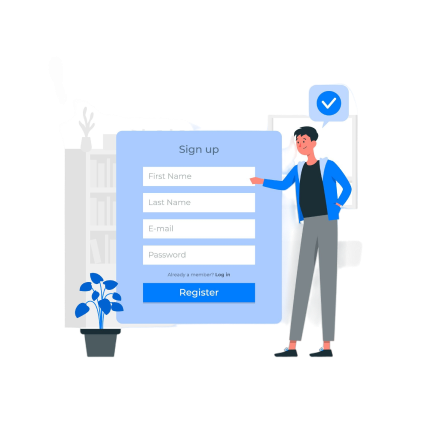 Sign up
First Name
Last Name
E-mail
Password
Already a member? Log in
Register